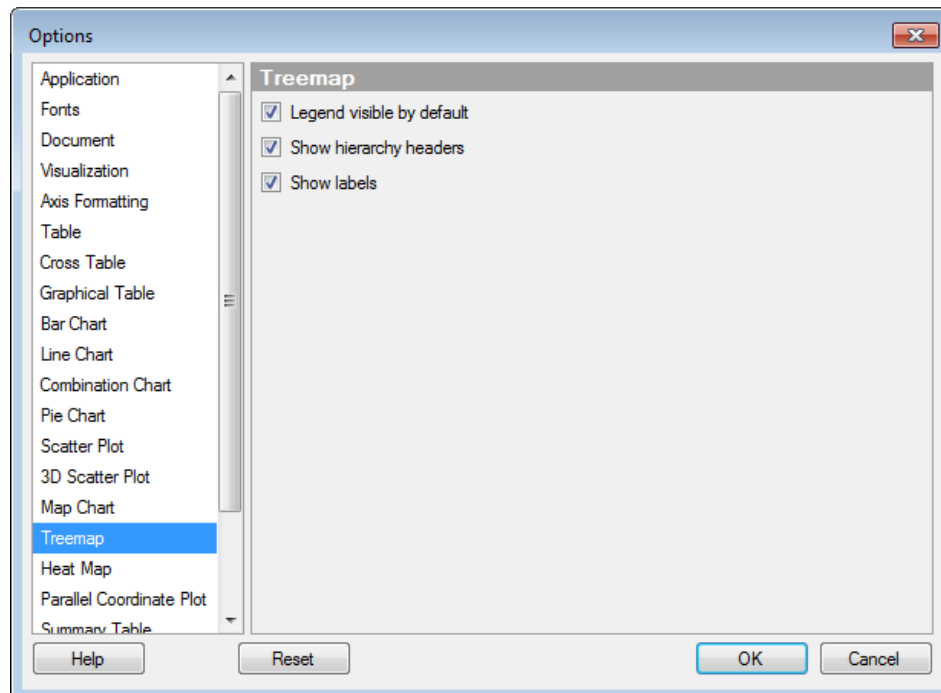 Options
Application
Fonts
Document
Visualization
Axis Formatting
Table
Cross Table
Graphical Table
Bar Chart
Line Chart
Combination Chart
Pie Chart
Scatter Plot
3D Scatter Plot
Map Chart
Treemap
Heat Map
Parallel Coordinate Plot
Summary Table
Treemap
Legend visible by default
Show hierarchy headers
Show labels
Help
Reset
OK
Cancel